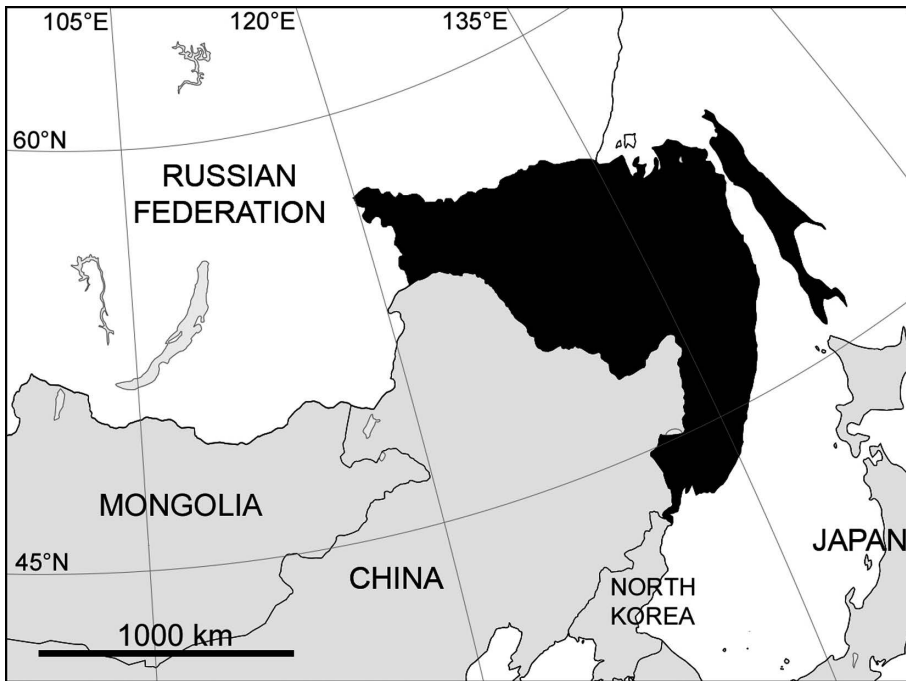 105°E
120°E
135°E
60°N
RUSSIAN
FEDERATION
MONGOLIA
45°N
CHINA
JAPAN
NORTH
KOREA
1000 km